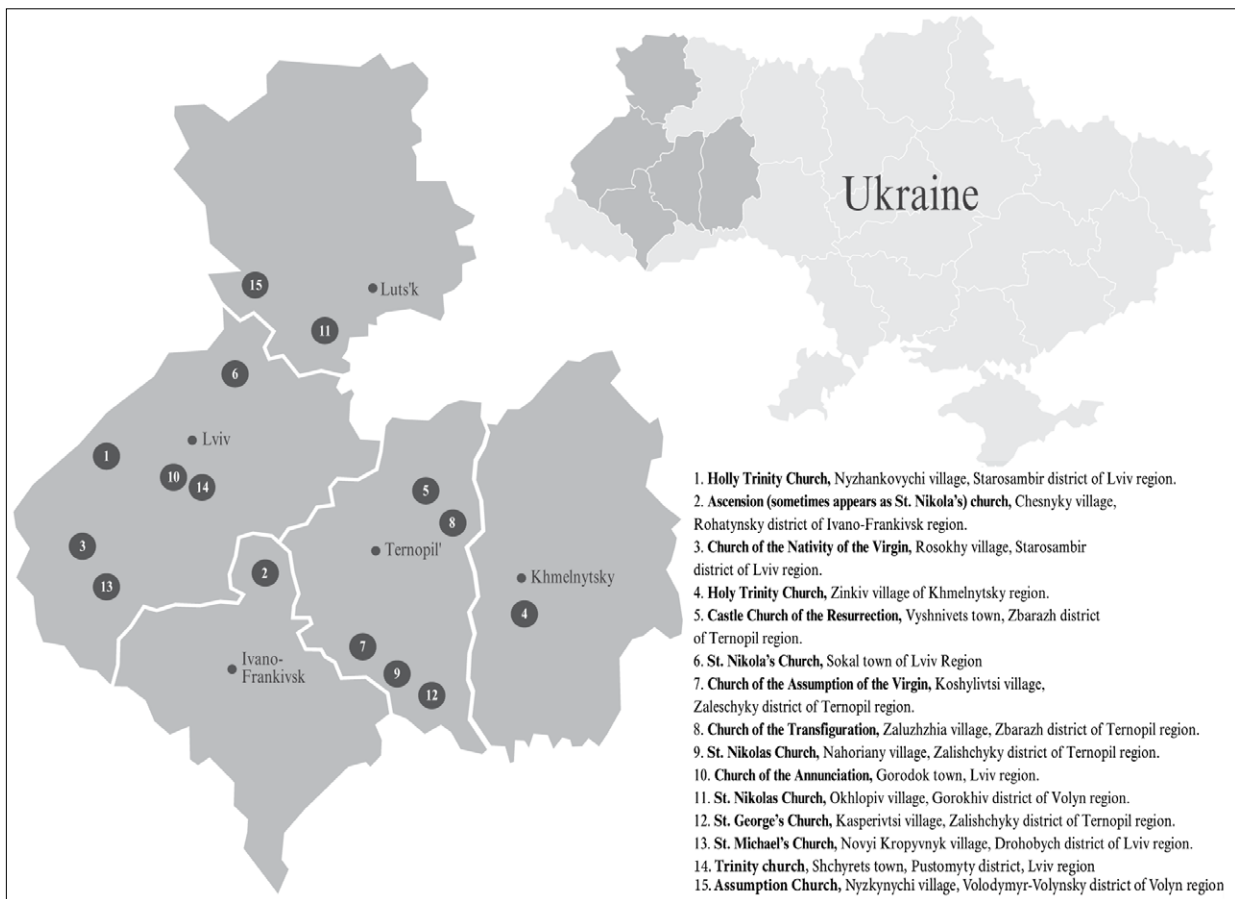 Ukraine
15
Luts'k
11
6
Lviv
1
10
14
5
8
3
Ternopil'
2
13
Khmelnytsky
4
7
Ivano-
Frankivsk
9
12
1. Holly Trinity Church, Nyzhankovychi village, Starosambir district of Lviv region.
2. Ascension (sometimes appears as St. Nikola's) church, Chesnyky village,
Rohatynsky district of Ivano-Frankivsk region.
3. Church of the Nativity of the Virgin, Rosokhy village, Starosambir
district of Lviv region.
4. Holy Trinity Church, Zinkiv village of Khmelnytsky region.
5. Castle Church of the Resurrection, Vyshnivets town, Zbarazh district
of Ternopil region.
6. St. Nikola's Church, Sokal town of Lviv Region
7. Church of the Assumption of the Virgin, Koshylivtsi village,
Zaleschyky district of Ternopil region.
8. Church of the Transfiguration, Zaluzhzhia village, Zbarazh district of Ternopil region.
9. St. Nikolas Church, Nahoriany village, Zalishchyky district of Ternopil region.
10. Church of the Annunciation, Gorodok town, Lviv region.
11. St. Nikolas Church, Okhlopiv village, Gorokhiv district of Volyn region.
12. St. George's Church, Kasperivtsi village, Zalishchyky district of Ternopil region.
13. St. Michael's Church, Novyi Kropyvnyk village, Drohobych district of Lviv region.
14. Trinity church, Shchyrets town, Pustomyty district, Lviv region
15. Assumption Church, Nyzkynychi village, Volodymyr-Volynsky district of Volyn region